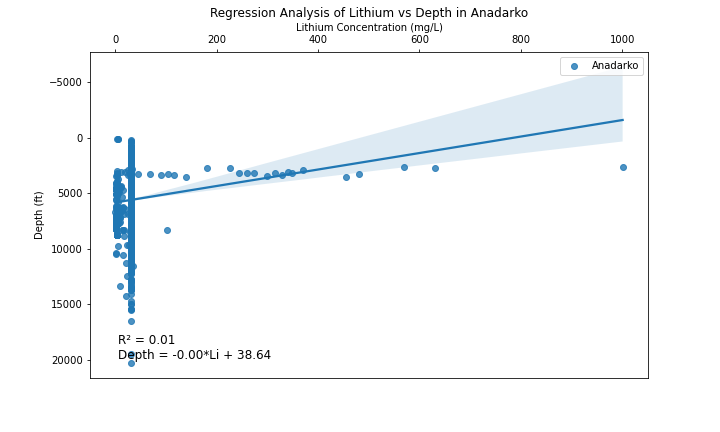 Regression Analysis of Lithium vs Depth in Anadarko
Lithium Concentration (mg/L)
0 200 400 600 800 1000
Anadarko
−5000
0
5000
10000
15000
20000
Depth (ft)
R² = 0.01
Depth = -0.00*Li + 38.64